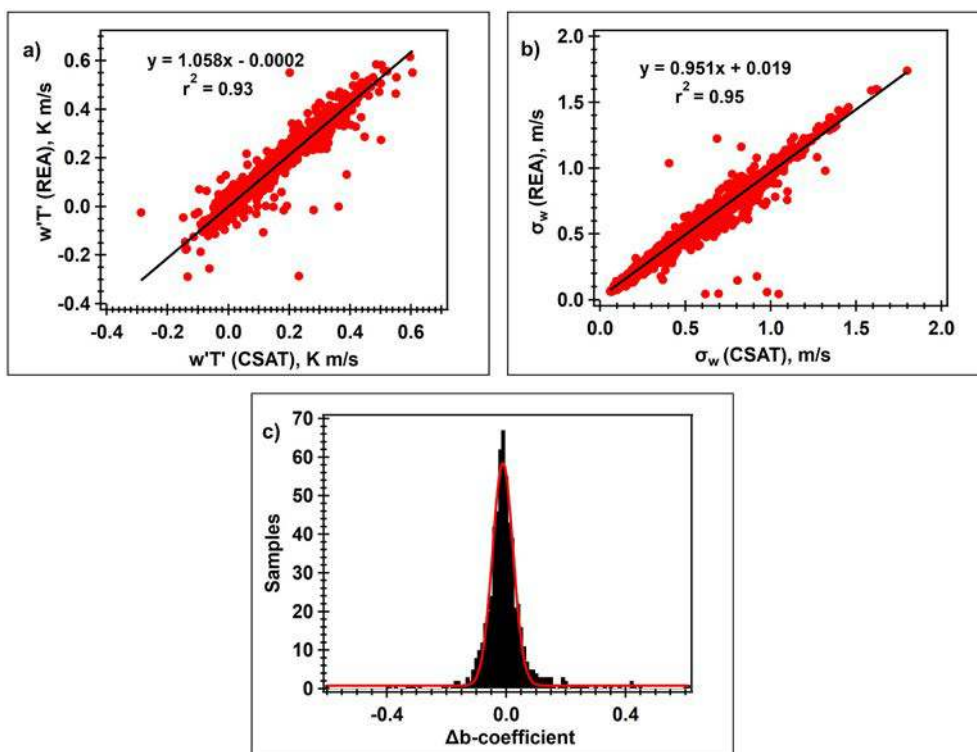 a)
y = 1.058x - 0.0002
r² = 0.93
w'T' (REA), K m/s
0.6
0.4
0.2
0.0
-0.2
-0.4
-0.4 -0.2 0.0 0.2 0.4 0.6
w'T' (CSAT), K m/s
b)
y = 0.951x + 0.019
r² = 0.95
σw (REA), m/s
2.0
1.5
1.0
0.5
0.0
0.0 0.5 1.0 1.5 2.0
σw (CSAT), m/s
c)
Samples
70
60
50
40
30
20
10
0
-0.4 0.0 0.4
Δb-coefficient